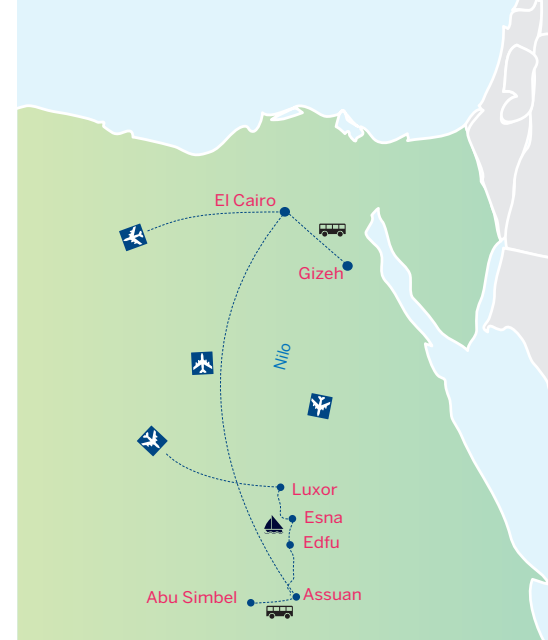 El Cairo
Gizeh
Nilo
Luxor
Esna
Edfu
Abu Simbel
Assuan